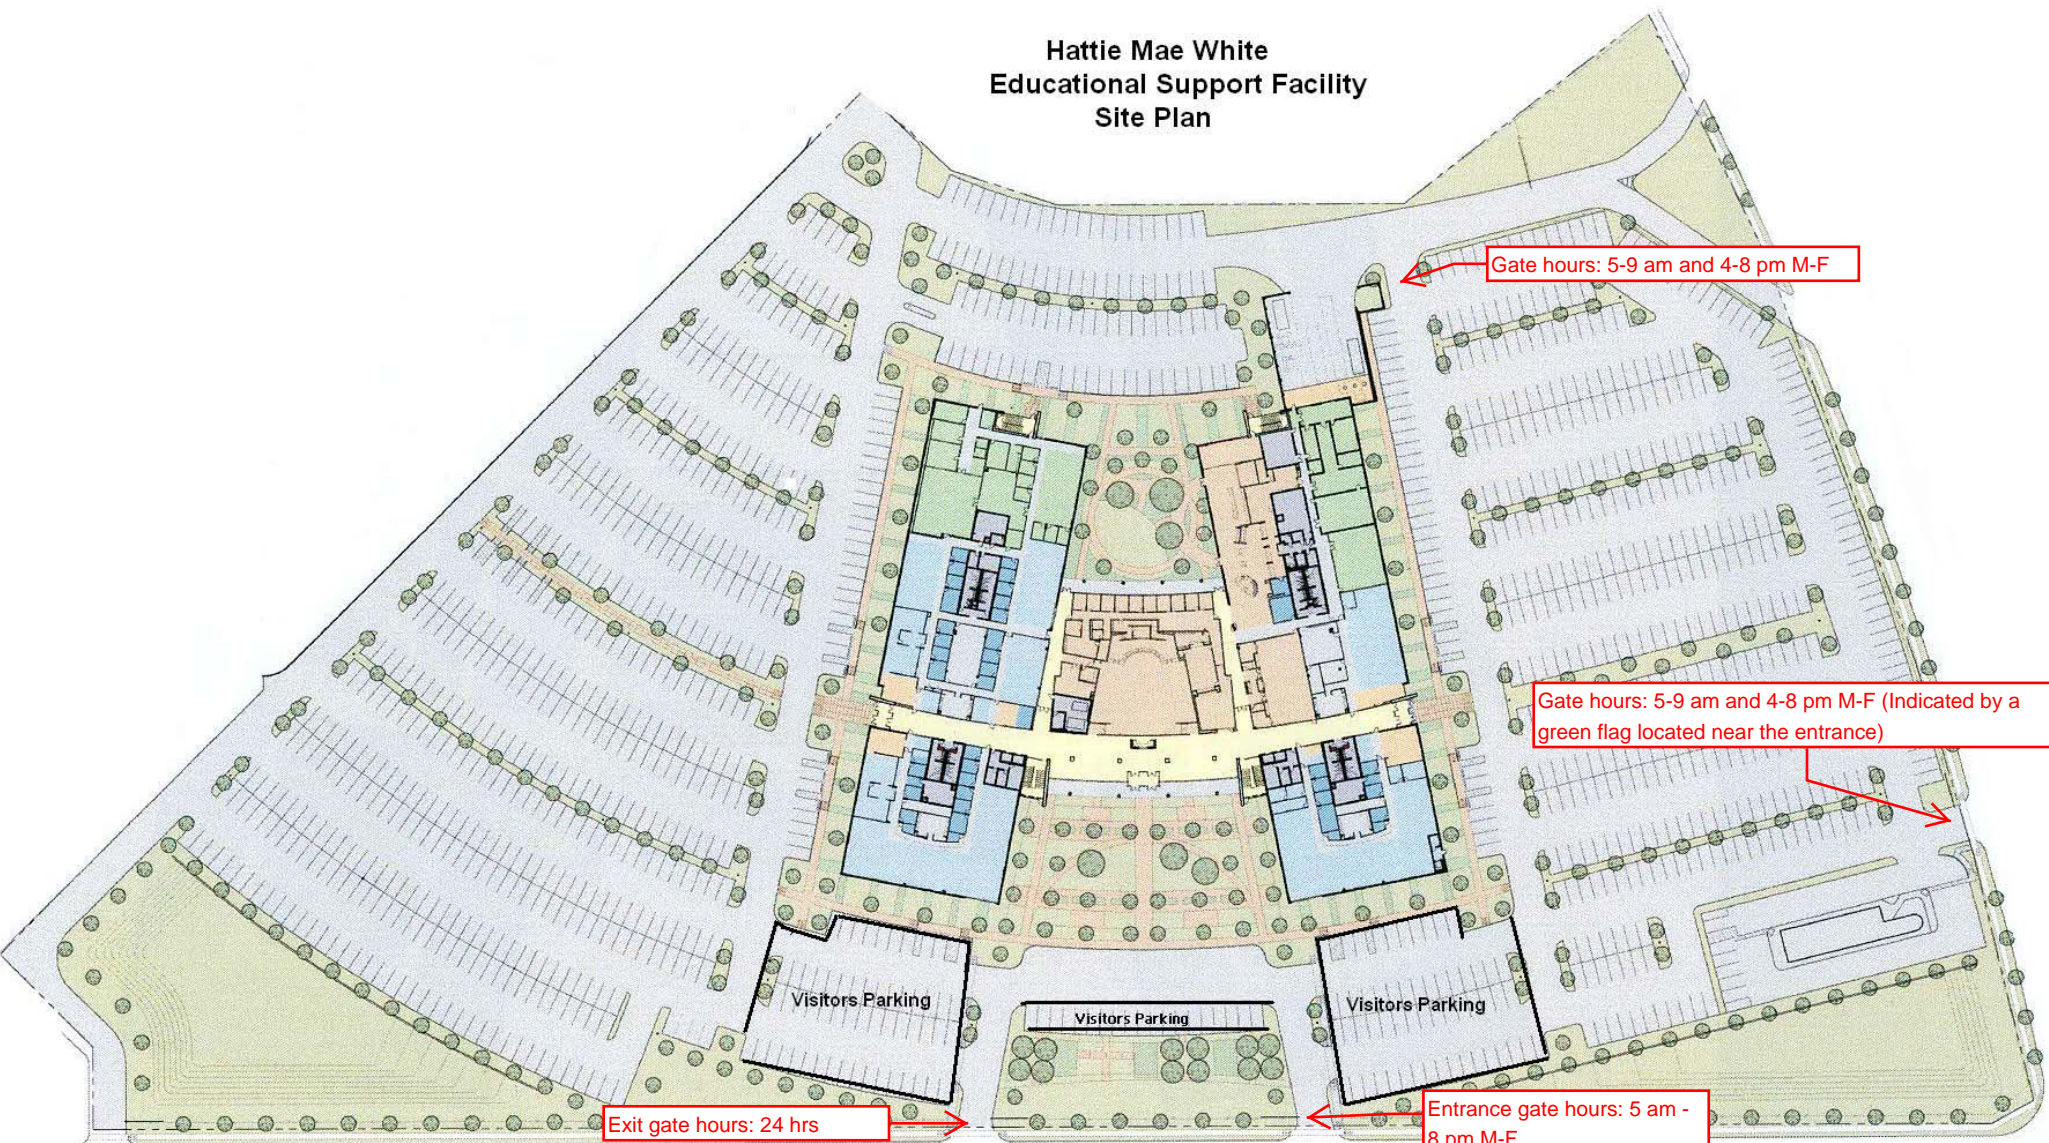 Hattie Mae White
Educational Support Facility
Site Plan
Gate hours: 5-9 am and 4-8 pm M-F
Gate hours: 5-9 am and 4-8 pm M-F (Indicated by a
green flag located near the entrance)
Visitors Parking
Visitors Parking
Visitors Parking
Exit gate hours: 24 hrs
Entrance gate hours: 5 am -
8 pm M-F